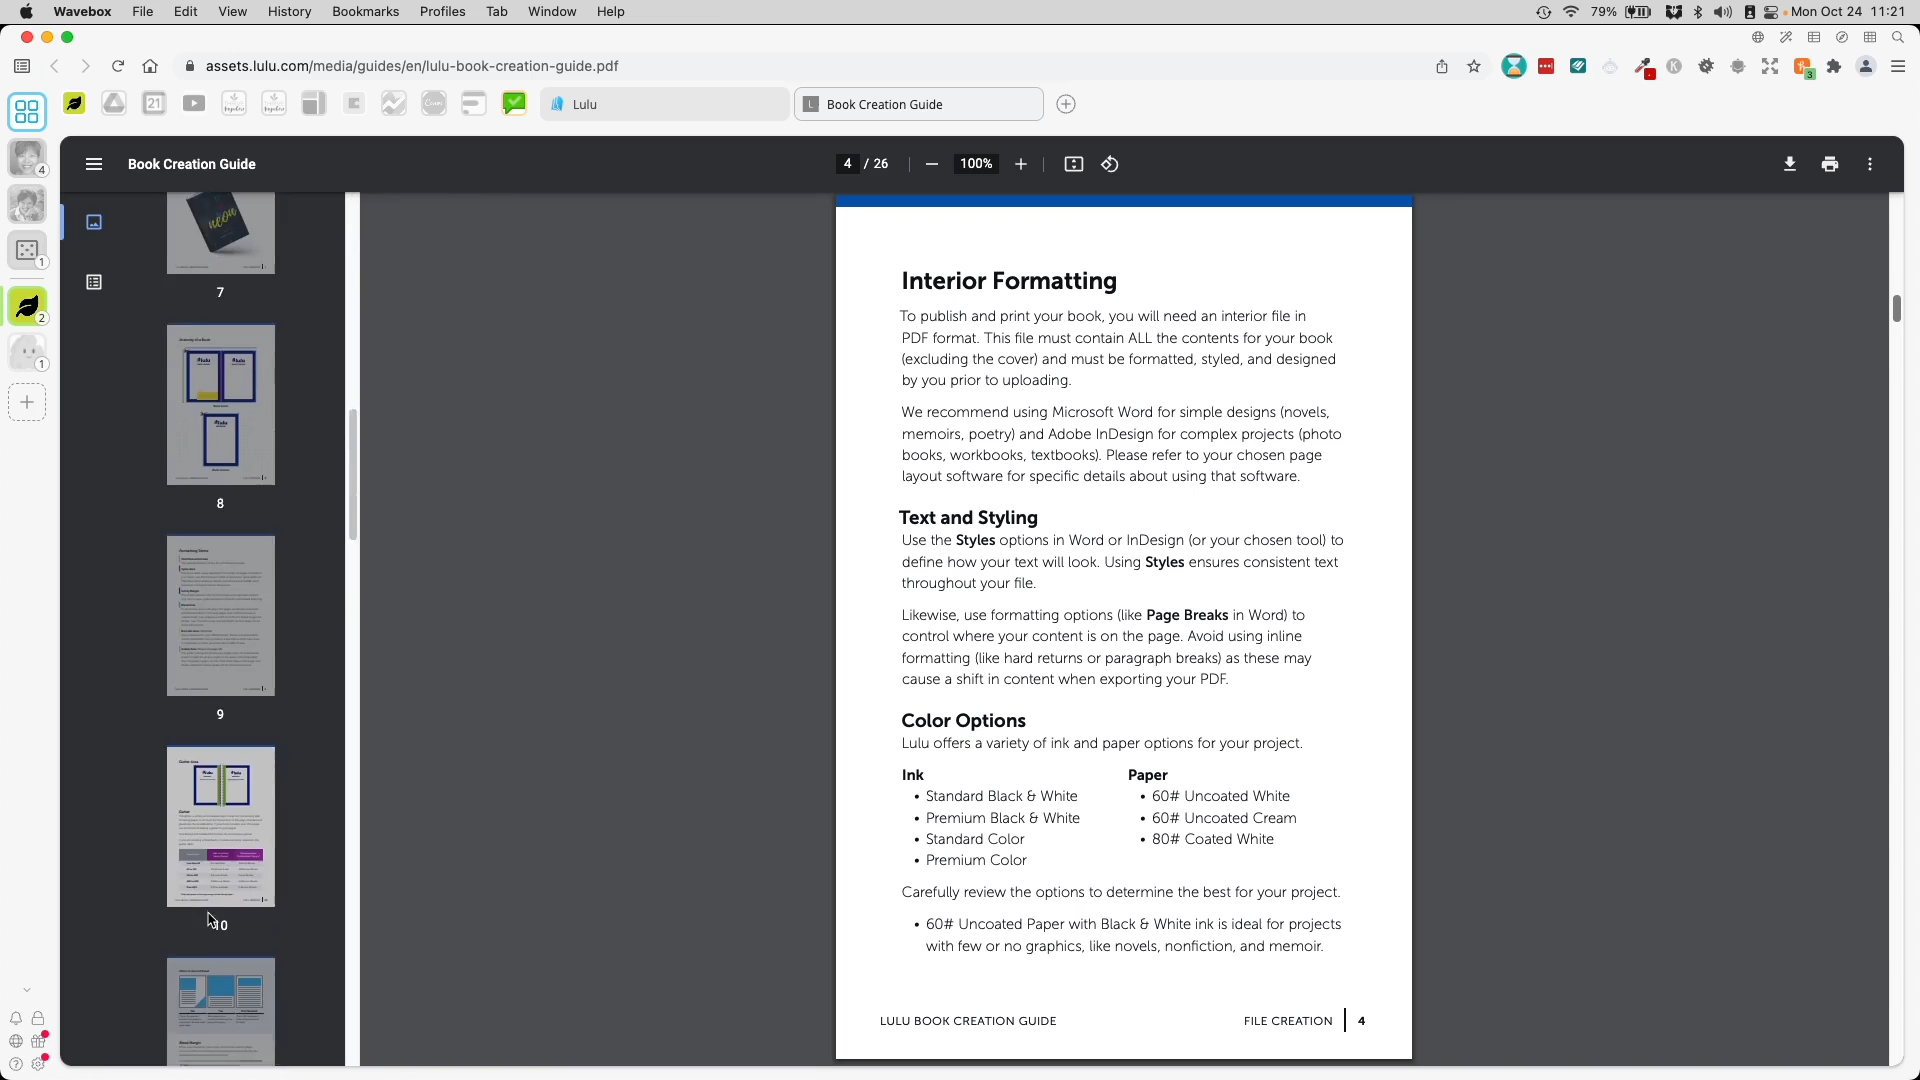 Wavebox File Edit View History Bookmarks Profiles Tab Window Help 79% Mon Oct 24 11:21
assets.lulu.com/media/guides/en/lulu-book-creation-guide.pdf
3
21
Lulu
L Book Creation Guide
4
1
2
1
Book Creation Guide
4 / 26
100%
neon
7
8
9
10
Interior Formatting
To publish and print your book, you will need an interior file in
PDF format. This file must contain ALL the contents for your book
(excluding the cover) and must be formatted, styled, and designed
by you prior to uploading.
We recommend using Microsoft Word for simple designs (novels,
memoirs, poetry) and Adobe InDesign for complex projects (photo
books, workbooks, textbooks). Please refer to your chosen page
layout software for specific details about using that software.
Text and Styling
Use the Styles options in Word or InDesign (or your chosen tool) to
define how your text will look. Using Styles ensures consistent text
throughout your file.
Likewise, use formatting options (like Page Breaks in Word) to
control where your content is on the page. Avoid using inline
formatting (like hard returns or paragraph breaks) as these may
cause a shift in content when exporting your PDF.
Color Options
Lulu offers a variety of ink and paper options for your project.
Ink
• Standard Black & White
• Premium Black & White
• Standard Color
• Premium Color
Paper
• 60# Uncoated White
• 60# Uncoated Cream
• 80# Coated White
Carefully review the options to determine the best for your project.
• 60# Uncoated Paper with Black & White ink is ideal for projects
with few or no graphics, like novels, nonfiction, and memoir.
LULU BOOK CREATION GUIDE
FILE CREATION 4